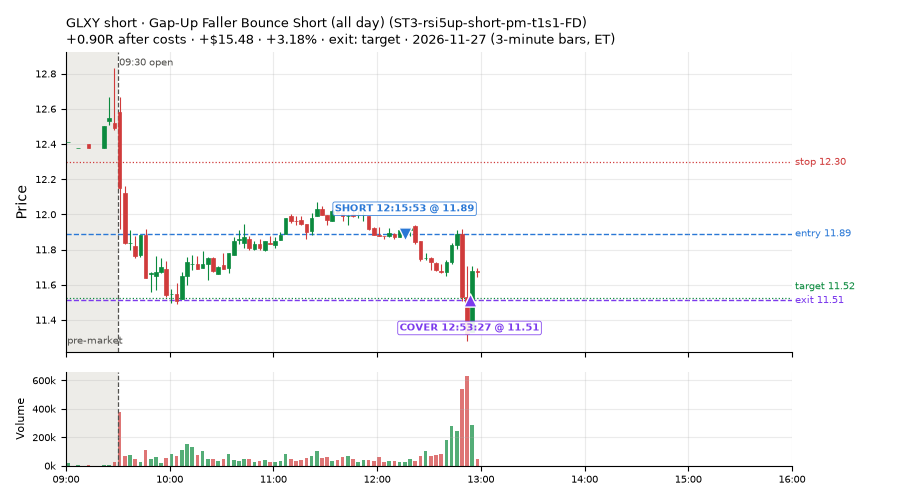 GLXY short · Gap-Up Faller Bounce Short (all day) (ST3-rsi5up-short-pm-t1s1-FD)
+0.90R after costs · +$15.48 · +3.18% · exit: target · 2026-11-27 (3-minute bars, ET)
09:30 open
12.8
12.6
12.4
12.2
12.0
11.8
11.6
11.4
Price
stop 12.30
SHORT 12:15:53 @ 11.89
entry 11.89
target 11.52
exit 11.51
COVER 12:53:27 @ 11.51
pre-market
600k
400k
200k
0k
Volume
09:00
10:00
11:00
12:00
13:00
14:00
15:00
16:00